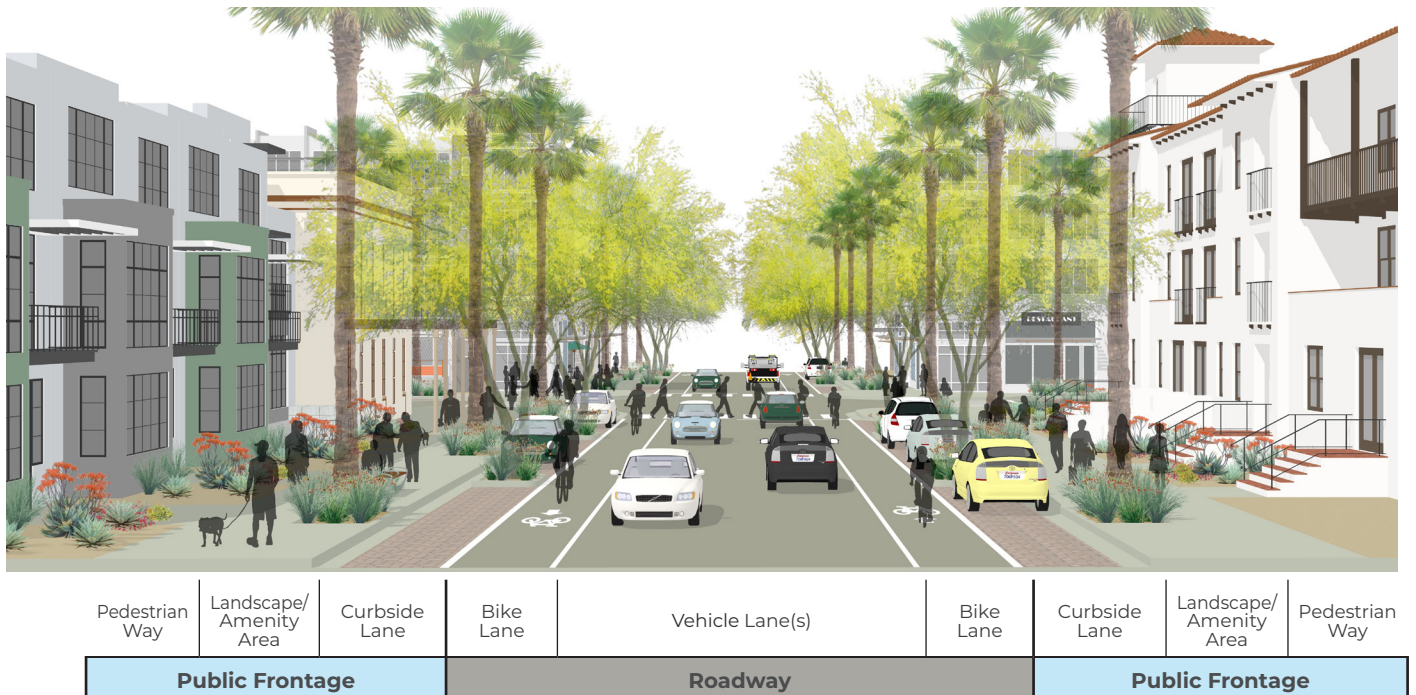 RESTAURANT
Pedestrian
Way
Landscape/
Amenity
Area
Curbside
Lane
Bike
Lane
Vehicle Lane(s)
Bike
Lane
Curbside
Lane
Landscape/
Amenity
Area
Pedestrian
Way
Public Frontage
Roadway
Public Frontage